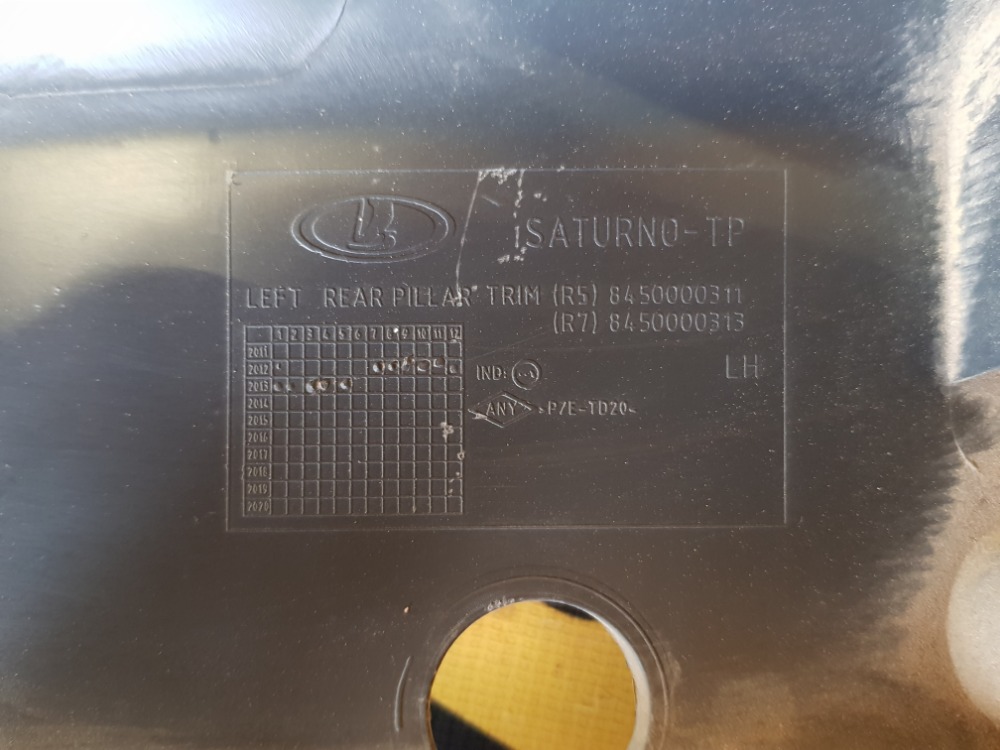 SATURNO-TP
LEFT REAR PILLAR TRIM (R5) 8450000311
(R7) 8450000313
LH
1 2 3 4 5 6 7 8 9 10 11 12
2011
2012
2013
2014
2015
2016
2017
2018
2019
2020
IND:
<ANY> >P/E-TD20<